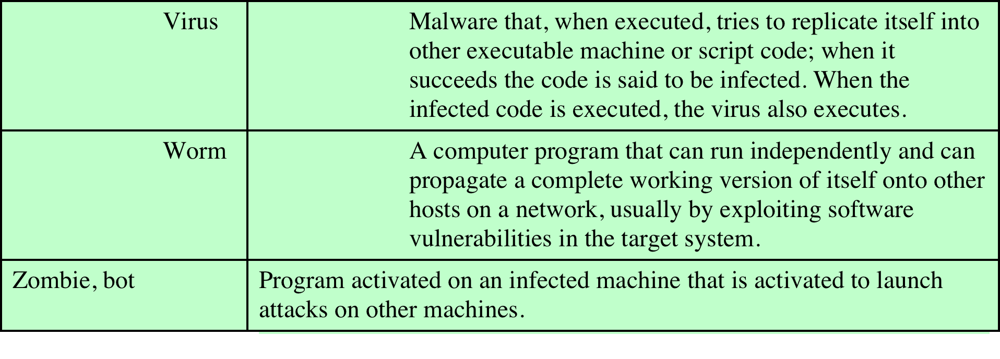 Virus
Malware that, when executed, tries to replicate itself into
other executable machine or script code; when it
succeeds the code is said to be infected. When the
infected code is executed, the virus also executes.
Worm
A computer program that can run independently and can
propagate a complete working version of itself onto other
hosts on a network, usually by exploiting software
vulnerabilities in the target system.
Zombie, bot
Program activated on an infected machine that is activated to launch
attacks on other machines.